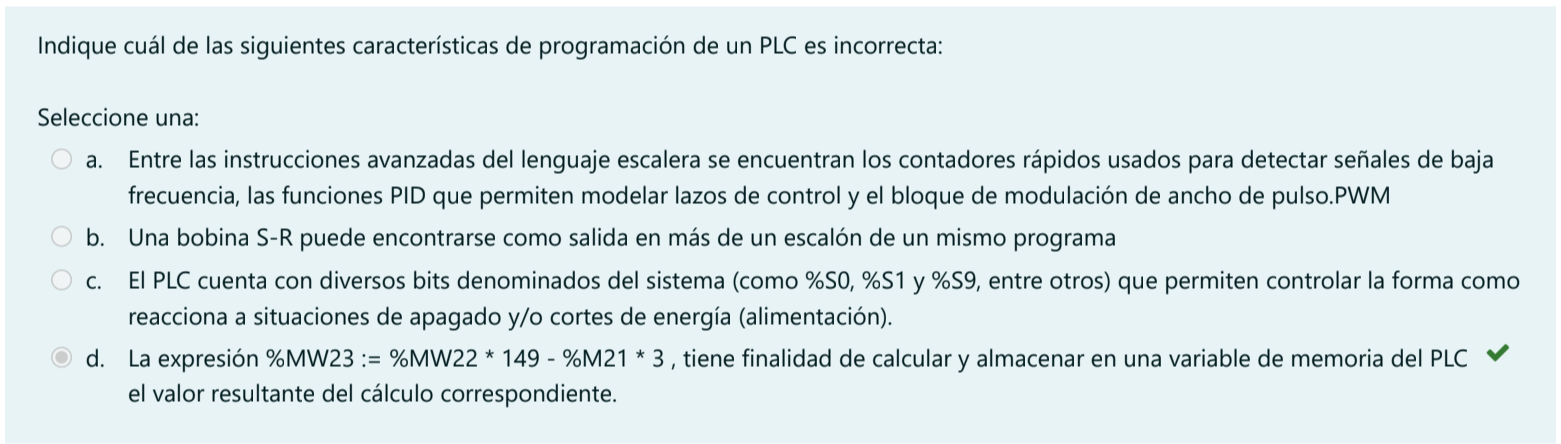 Indique cuál de las siguientes características de programación de un PLC es incorrecta:
Seleccione una:
a. Entre las instrucciones avanzadas del lenguaje escalera se encuentran los contadores rápidos usados para detectar señales de baja
frecuencia, las funciones PID que permiten modelar lazos de control y el bloque de modulación de ancho de pulso.PWM
b. Una bobina S-R puede encontrarse como salida en más de un escalón de un mismo programa
c. El PLC cuenta con diversos bits denominados del sistema (como %S0, %S1 y %S9, entre otros) que permiten controlar la forma como
reacciona a situaciones de apagado y/o cortes de energía (alimentación).
d. La expresión %MW23 := %MW22 * 149 - %M21 * 3 , tiene finalidad de calcular y almacenar en una variable de memoria del PLC
el valor resultante del cálculo correspondiente.